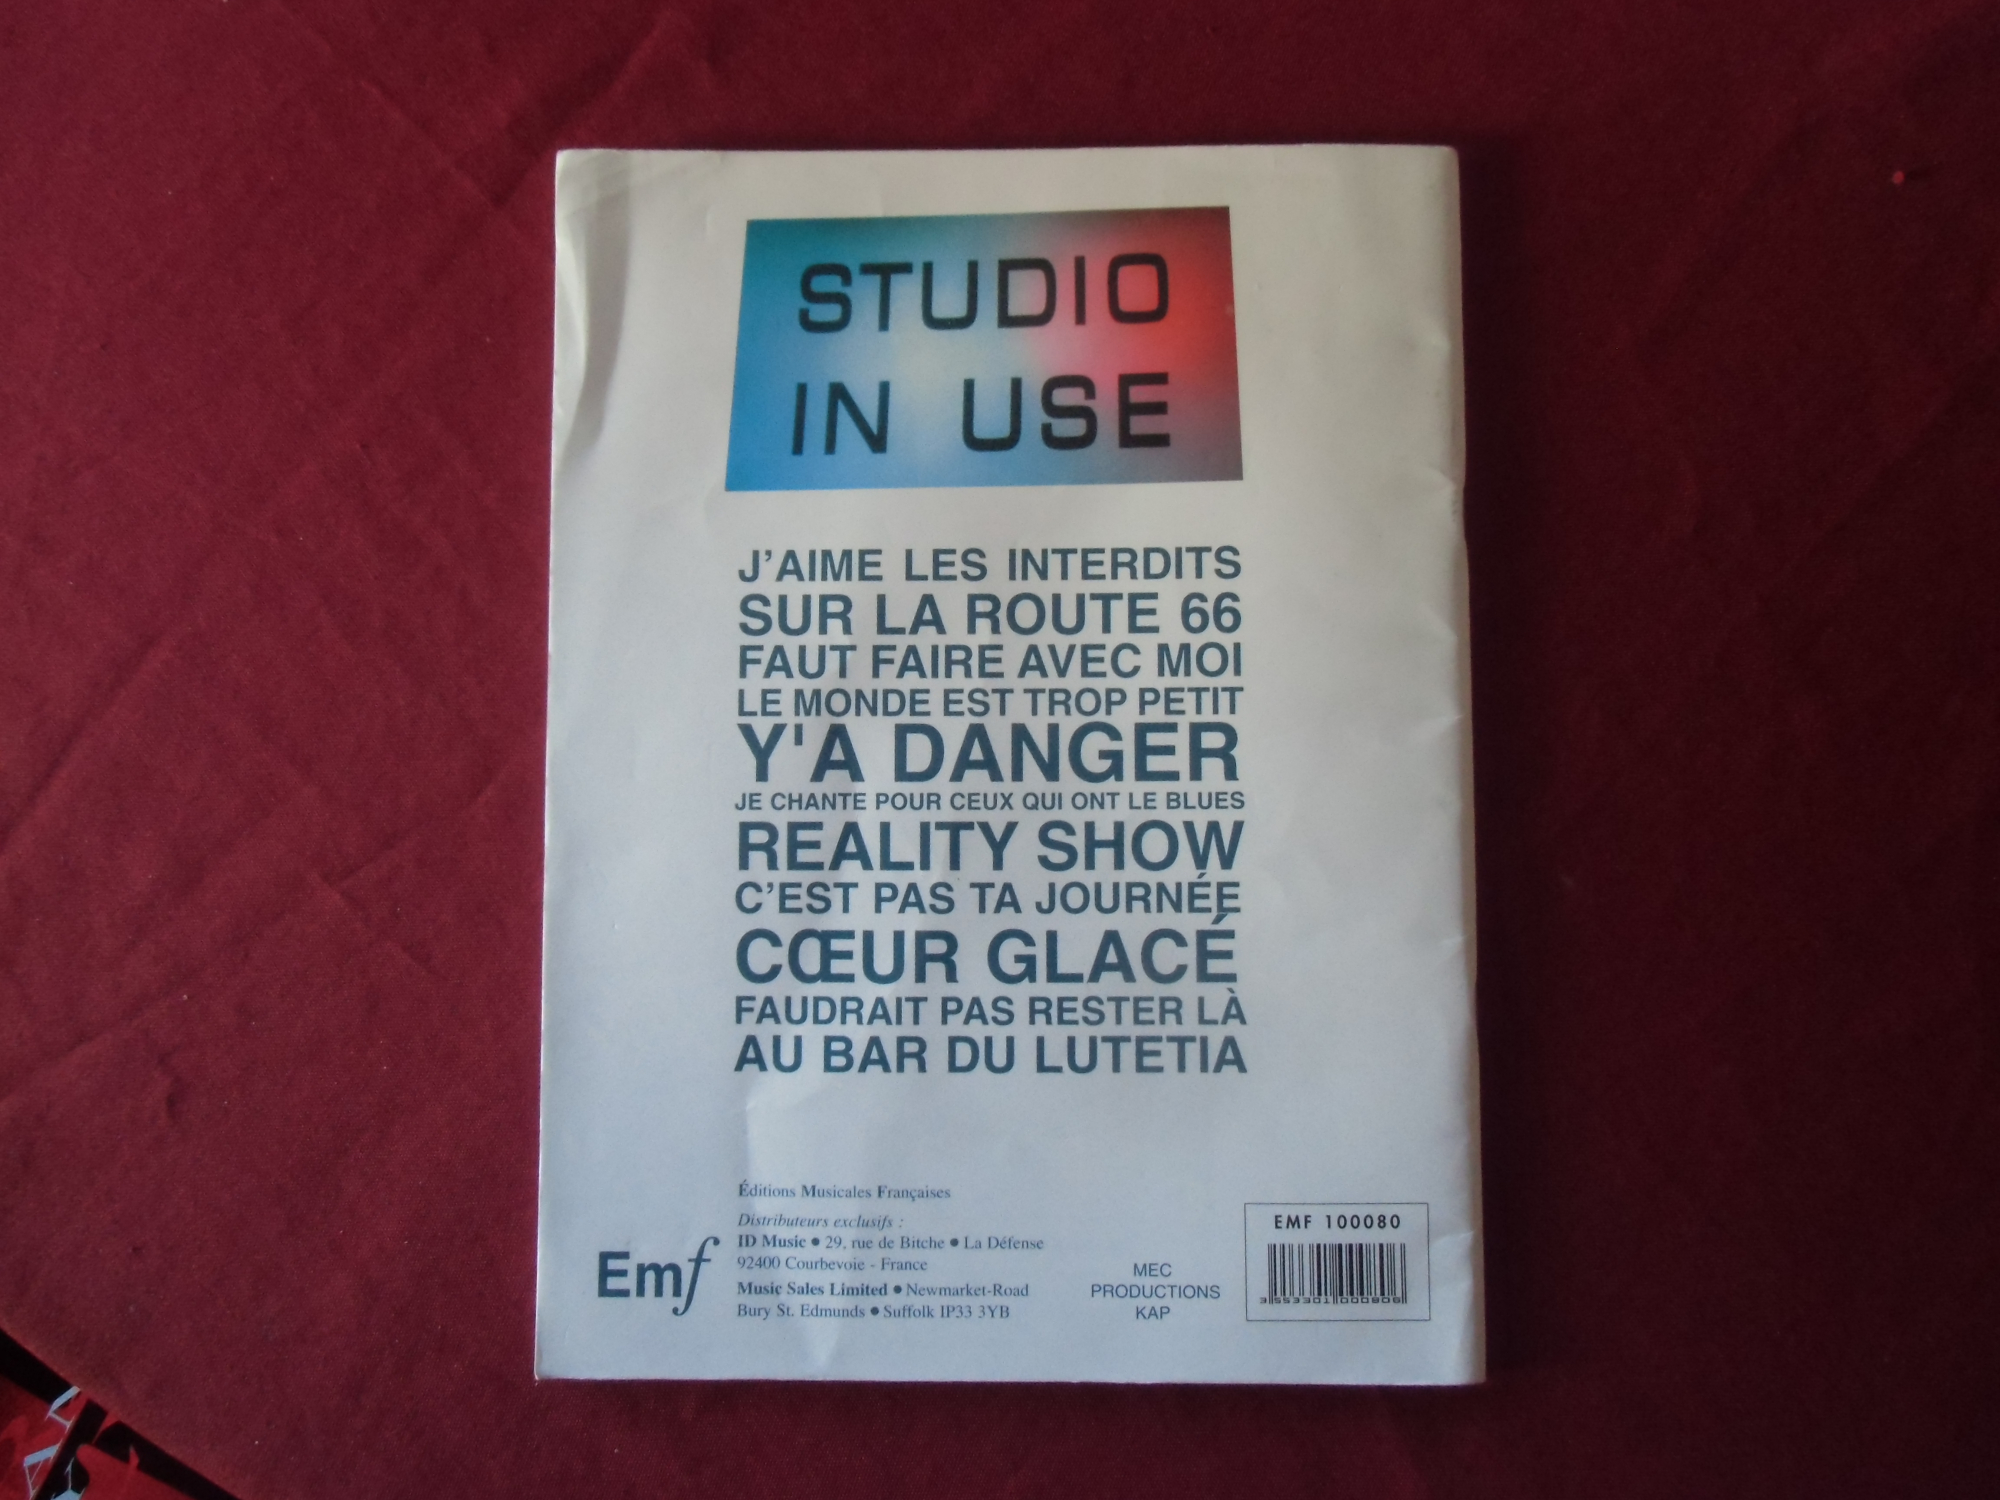 STUDIO
IN USE
J'AIME LES INTERDITS
SUR LA ROUTE 66
FAUT FAIRE AVEC MOI
LE MONDE EST TROP PETIT
Y'A DANGER
JE CHANTE POUR CEUX QUI ONT LE BLUES
REALITY SHOW
C'EST PAS TA JOURNÉE
CŒUR GLACÉ
FAUDRAIT PAS RESTER LÀ
AU BAR DU LUTETIA
Emf
Éditions Musicales Françaises
Distributeurs exclusifs :
ID Music ● 29, rue de Bitche ● La Défense
92400 Courbevoie - France
Music Sales Limited ● Newmarket-Road
Bury St. Edmunds ● Suffolk IP33 3YB
MEC
PRODUCTIONS
KAP
EMF 100080
3 553301 000808